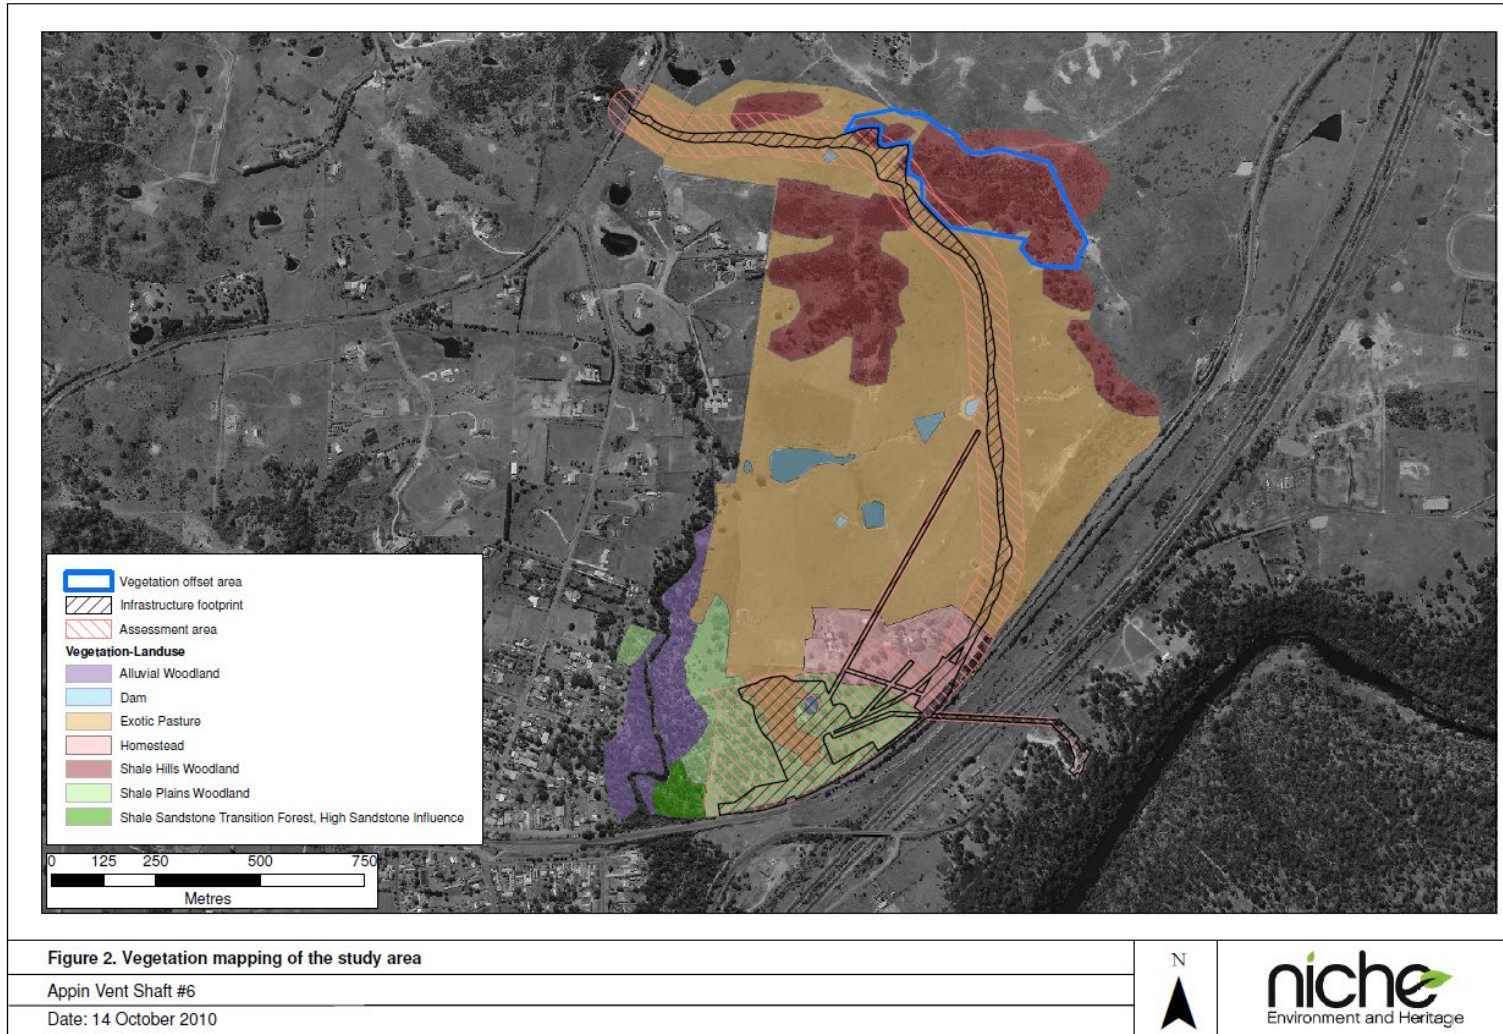 Vegetation offset area
Infrastructure footprint
Assessment area
Vegetation-Landuse
Alluvial Woodland
Dam
Exotic Pasture
Homestead
Shale Hills Woodland
Shale Plains Woodland
Shale Sandstone Transition Forest, High Sandstone Influence
0 125 250 500 750
Metres
Figure 2. Vegetation mapping of the study area
Appin Vent Shaft #6
Date: 14 October 2010
N
niche
Environment and Heritage